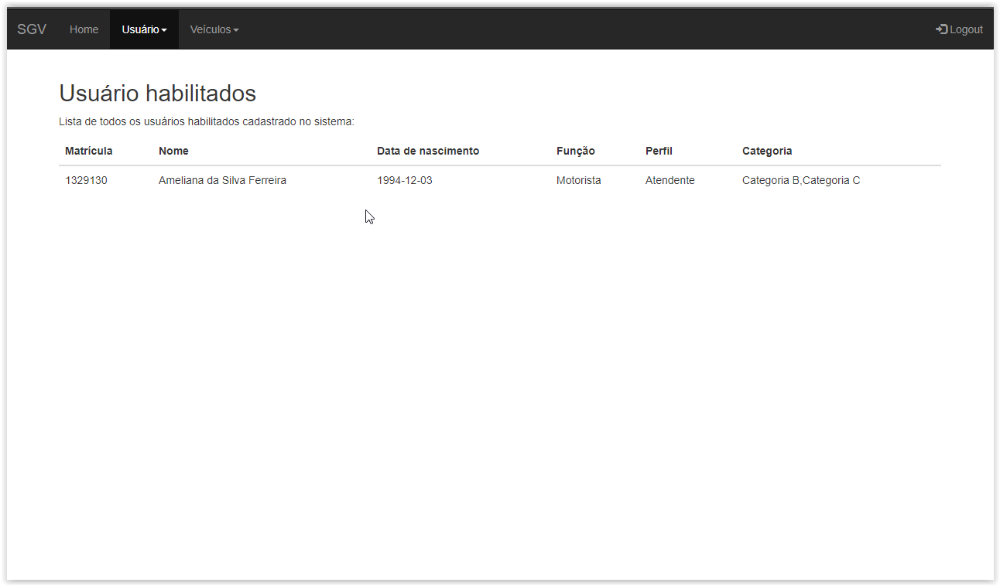 SGV Home Usuário Veículos Logout
Usuário habilitados
Lista de todos os usuários habilitados cadastrado no sistema:
Matrícula Nome Data de nascimento Função Perfil Categoria
1329130 Ameliana da Silva Ferreira 1994-12-03 Motorista Atendente Categoria B,Categoria C